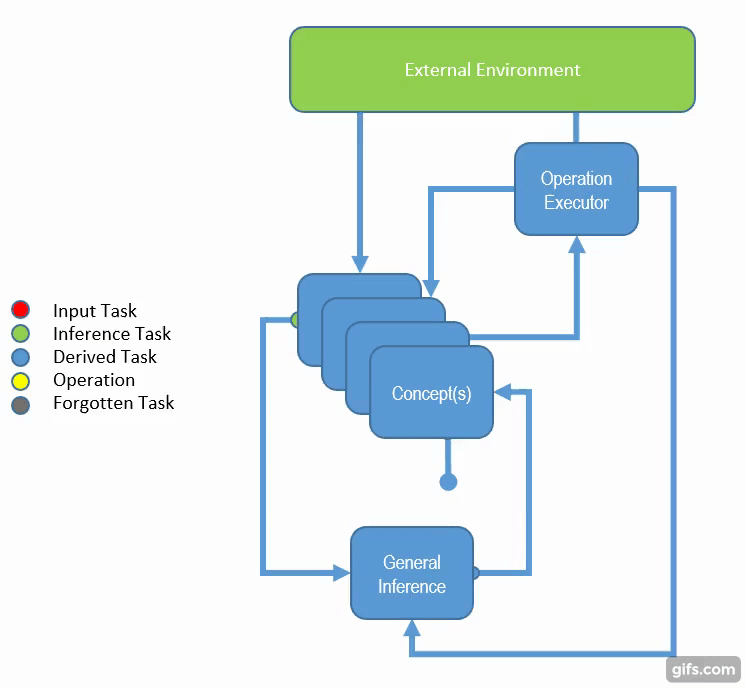 External Environment
Operation
Executor
Input Task
Inference Task
Derived Task
Operation
Forgotten Task
Concept(s)
General
Inference
gifs.com